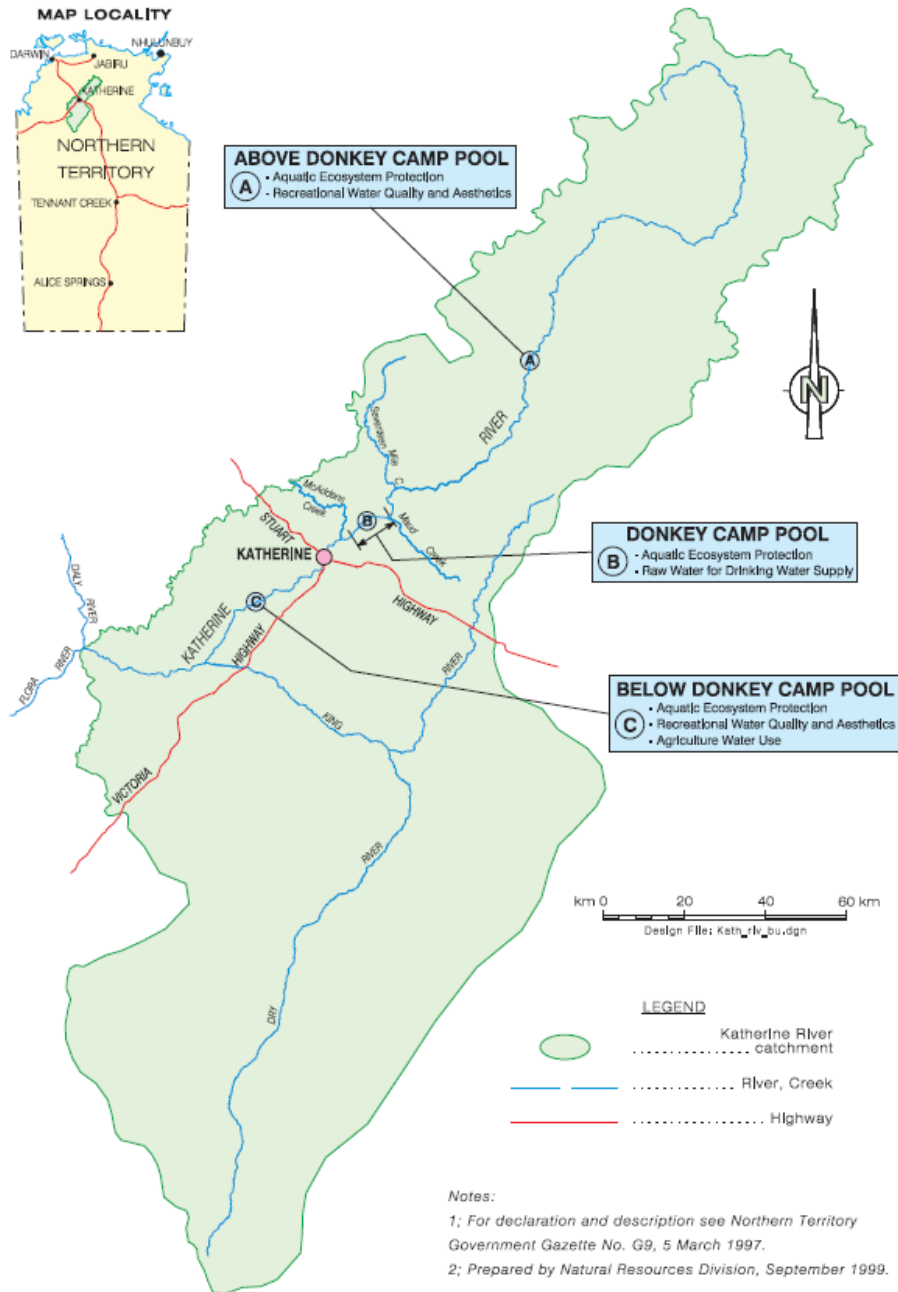 MAP LOCALITY
DARWIN
NHULUNBUY
JABIRU
KATHERINE
NORTHERN
TERRITORY
TENNANT CREEK
ALICE SPRINGS
ABOVE DONKEY CAMP POOL
A
- Aquatic Ecosystem Protection
- Recreational Water Quality and Aesthetics
A
RIVER
N
Seventeen Mile C
McAddens
Creek
STUART
B
Maud
Creek
KATHERINE
DONKEY CAMP POOL
B
- Aquatic Ecosystem Protection
- Raw Water for Drinking Water Supply
DALY
RIVER
C
KATHERINE
HIGHWAY
HIGHWAY
RIVER
FLORA
RIVER
KING
BELOW DONKEY CAMP POOL
C
- Aquatic Ecosystem Protection
- Recreational Water Quality and Aesthetics
- Agriculture Water Use
VICTORIA
RIVER
km 0 20 40 60 km
Design File: Kath_riv_bu.dgn
DRY
LEGEND
Katherine River
.............. catchment
............ River, Creek
................ Highway
Notes:
1; For declaration and description see Northern Territory
Government Gazette No. G9, 5 March 1997.
2; Prepared by Natural Resources Division, September 1999.